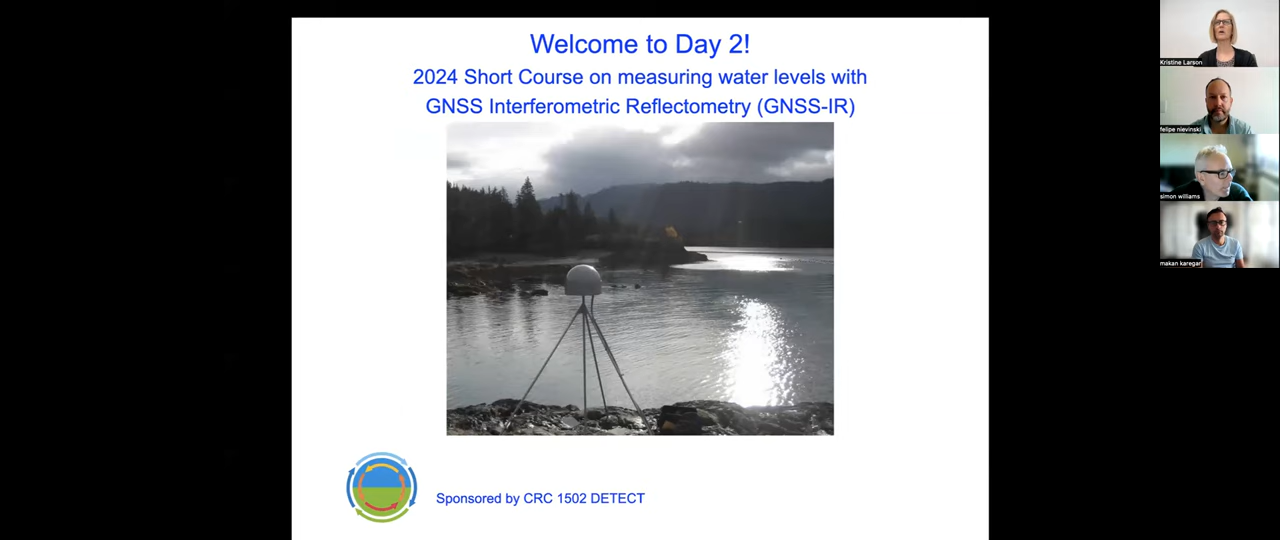 Welcome to Day 2!
2024 Short Course on measuring water levels with
GNSS Interferometric Reflectometry (GNSS-IR)
Sponsored by CRC 1502 DETECT
Kristine Larson
felipe nievinski
simon williams
makan karegar